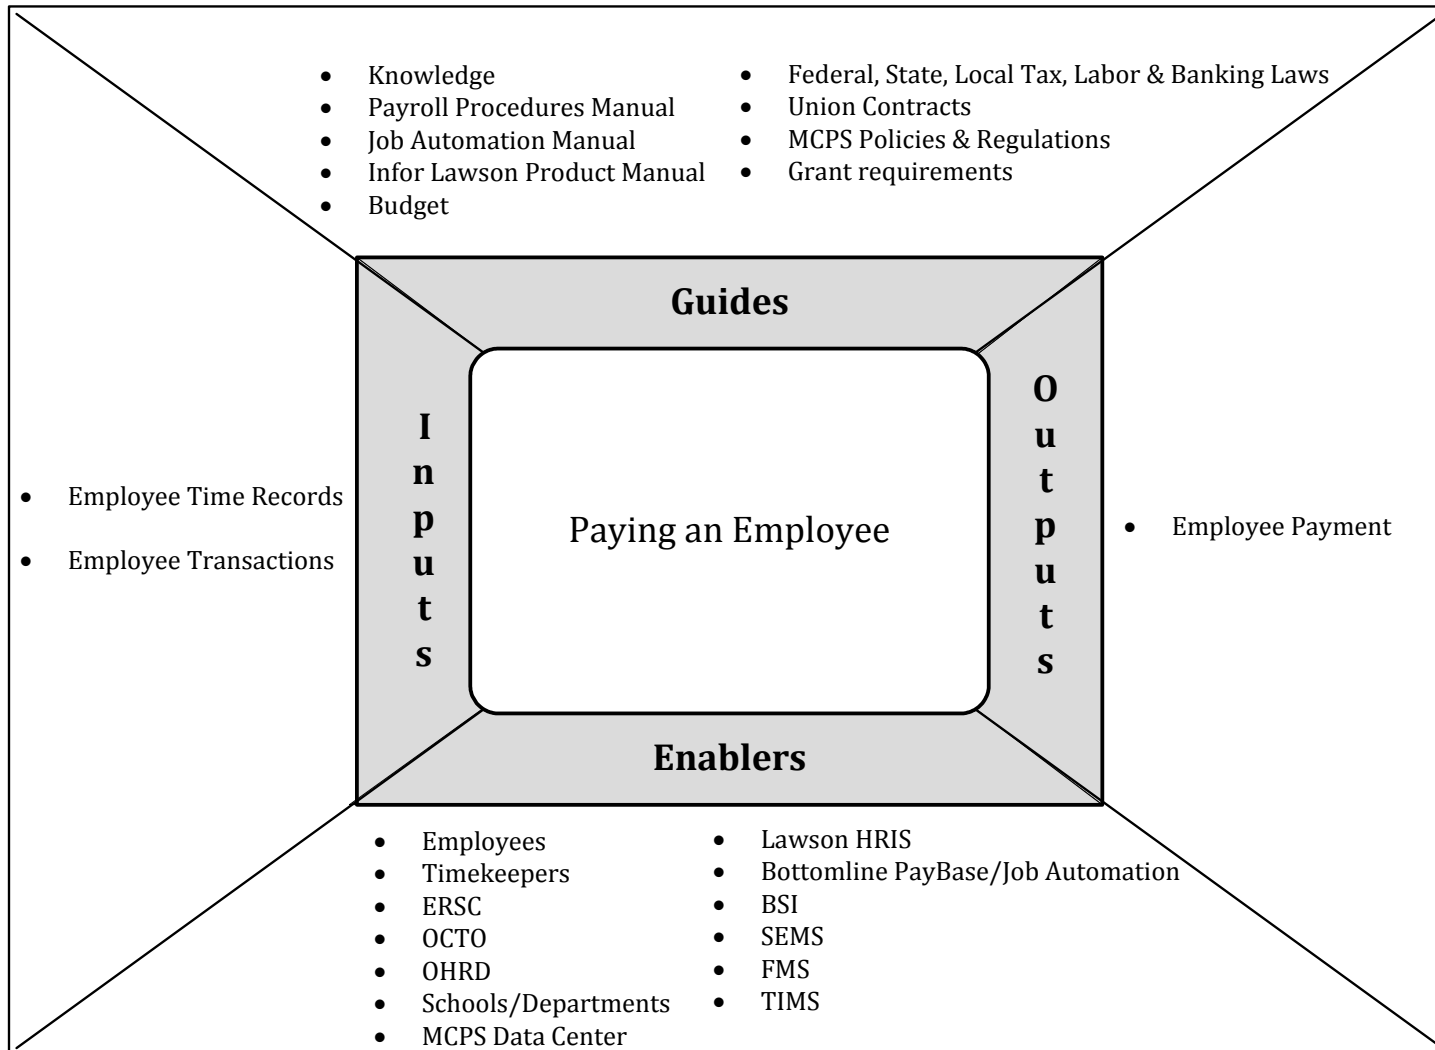 • Knowledge
• Payroll Procedures Manual
• Job Automation Manual
• Infor Lawson Product Manual
• Budget
• Federal, State, Local Tax, Labor & Banking Laws
• Union Contracts
• MCPS Policies & Regulations
• Grant requirements
Guides
Inputs
• Employee Time Records
• Employee Transactions
Paying an Employee
Outputs
• Employee Payment
Enablers
• Employees
• Timekeepers
• ERSC
• OCTO
• OHRD
• Schools/Departments
• MCPS Data Center
• Lawson HRIS
• Bottomline PayBase/Job Automation
• BSI
• SEMS
• FMS
• TIMS